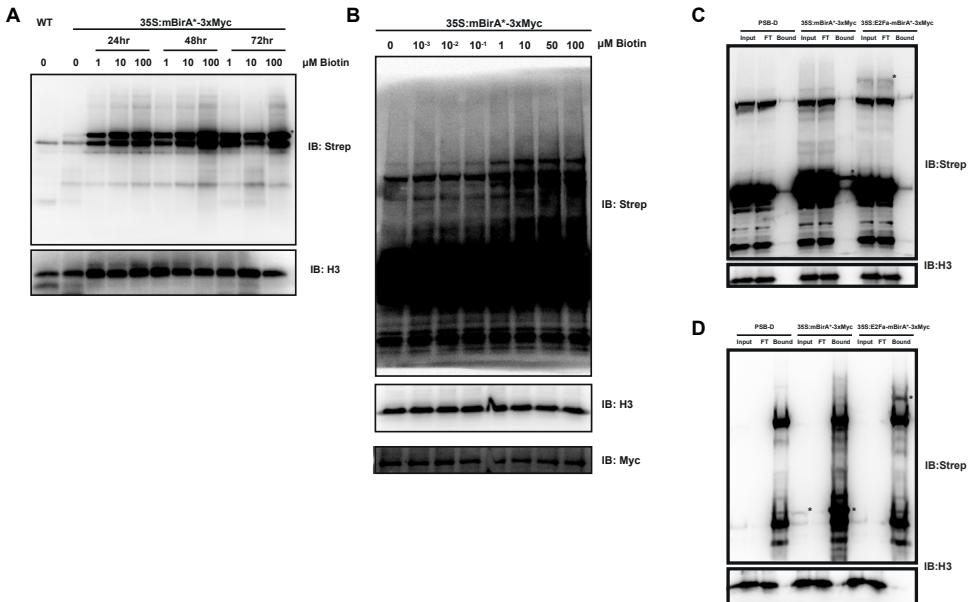 A
WT 35S:mBirA*-3xMyc
24hr 48hr 72hr
0 0 1 10 100 1 10 100 1 10 100 µM Biotin
*
IB: Strep
IB: H3
B
35S:mBirA*-3xMyc
0 10-3 10-2 10-1 1 10 50 100 µM Biotin
IB: Strep
IB: H3
IB: Myc
C
PSB-D 35S:mBirA*-3xMyc 35S:E2Fa-mBirA*-3xMyc
Input FT Bound Input FT Bound Input FT Bound
*
IB:Strep
*
IB:H3
D
PSB-D 35S:mBirA*-3xMyc 35S:E2Fa-mBirA*-3xMyc
Input FT Bound Input FT Bound Input FT Bound
*
IB:Strep
* *
IB:H3